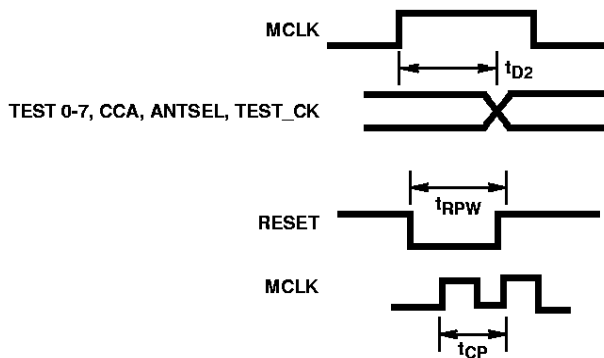 MCLK
tD2
TEST 0-7, CCA, ANTSEL, TEST_CK
tRPW
RESET
MCLK
tCP